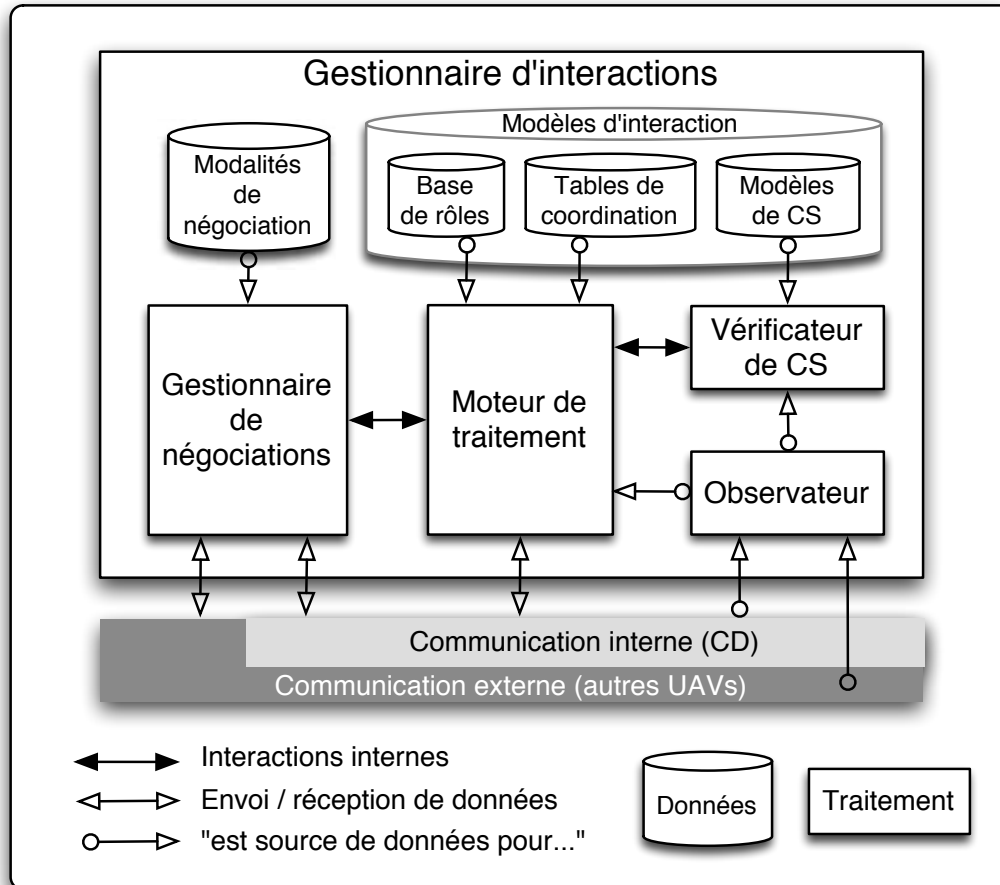 Gestionnaire d'interactions
Modèles d'interaction
Modalités
de
négociation
Base
de rôles
Tables de
coordination
Modèles
de CS
Gestionnaire
de
négociations
Moteur de
traitement
Vérificateur
de CS
Observateur
Communication interne (CD)
Communication externe (autres UAVs)
Interactions internes
Envoi / réception de données
"est source de données pour..."
Données
Traitement